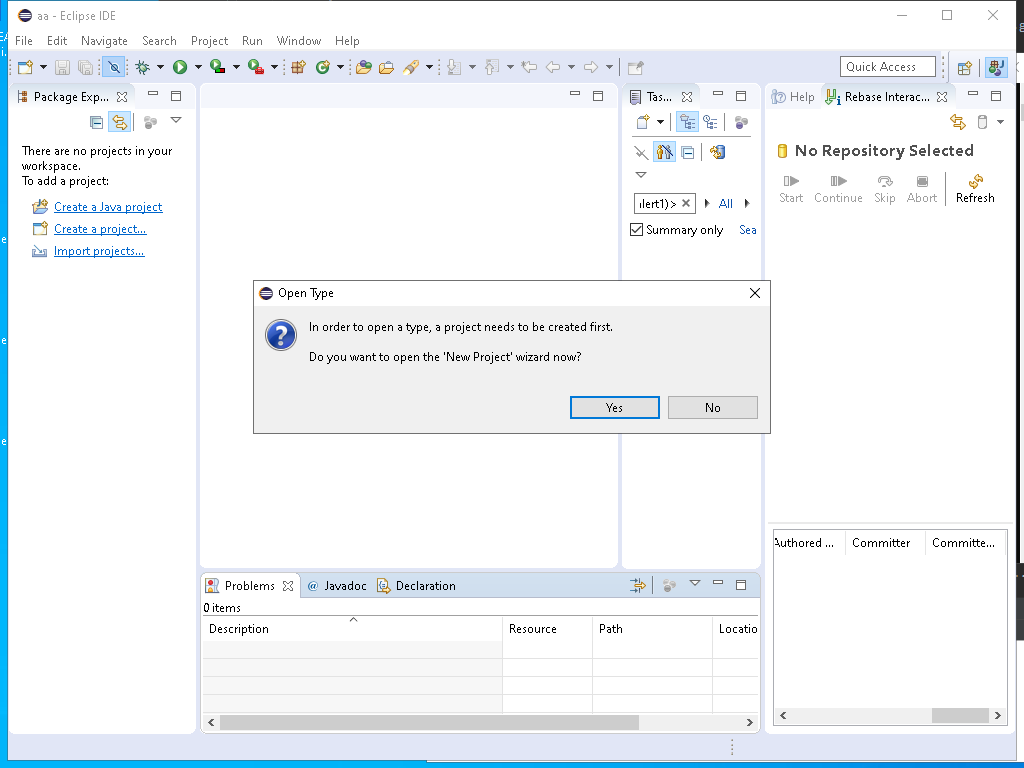 aa - Eclipse IDE
File Edit Navigate Search Project Run Window Help
Quick Access
Package Exp...
Tas...
Help
Rebase Interac...
There are no projects in your
workspace.
To add a project:
Create a Java project
Create a project...
Import projects...
ilert1)>
All
Summary only
Sea
No Repository Selected
Start Continue Skip Abort Refresh
Open Type
In order to open a type, a project needs to be created first.
Do you want to open the 'New Project' wizard now?
Yes
No
Authored ... Committer Committe...
Problems @ Javadoc Declaration
0 items
Description Resource Path Locatio